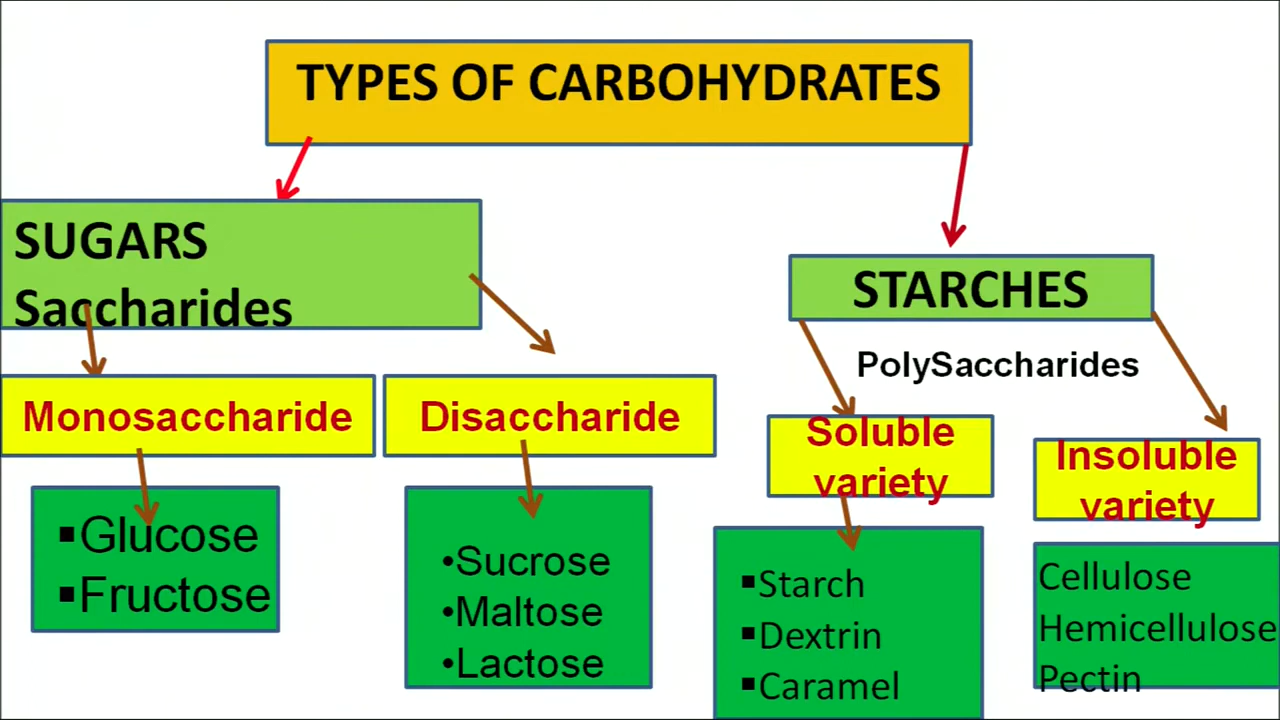 TYPES OF CARBOHYDRATES
SUGARS
Saccharides
STARCHES
PolySaccharides
Monosaccharide
Disaccharide
Soluble
variety
Insoluble
variety
▪Glucose
▪Fructose
•Sucrose
•Maltose
•Lactose
▪Starch
▪Dextrin
▪Caramel
Cellulose
Hemicellulose
Pectin